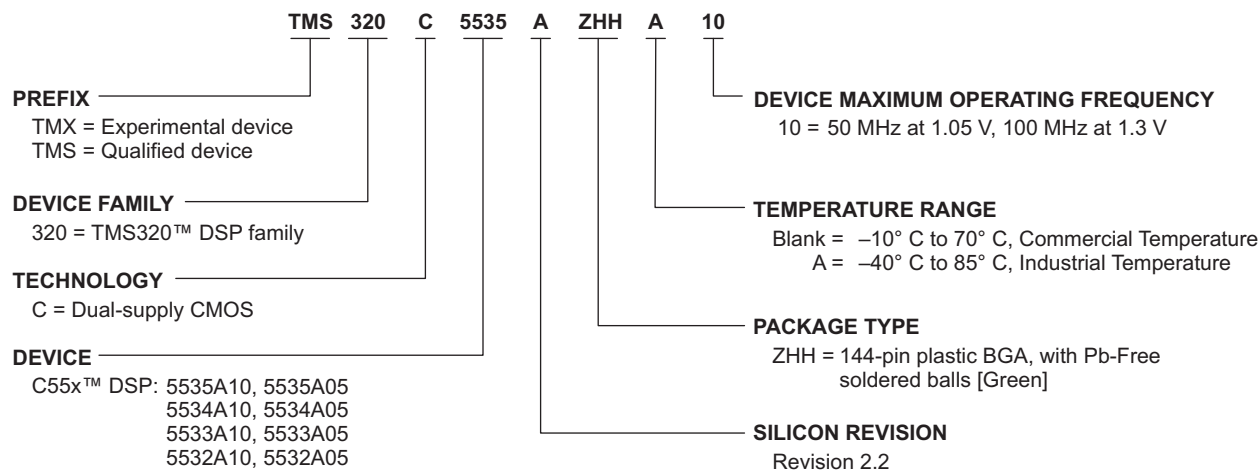 TMS 320 C 5535 A ZHH A 10
PREFIX
TMX = Experimental device
TMS = Qualified device
DEVICE FAMILY
320 = TMS320™ DSP family
TECHNOLOGY
C = Dual-supply CMOS
DEVICE
C55x™ DSP: 5535A10, 5535A05
5534A10, 5534A05
5533A10, 5533A05
5532A10, 5532A05
DEVICE MAXIMUM OPERATING FREQUENCY
10 = 50 MHz at 1.05 V, 100 MHz at 1.3 V
TEMPERATURE RANGE
Blank = –10° C to 70° C, Commercial Temperature
A = –40° C to 85° C, Industrial Temperature
PACKAGE TYPE
ZHH = 144-pin plastic BGA, with Pb-Free
soldered balls [Green]
SILICON REVISION
Revision 2.2